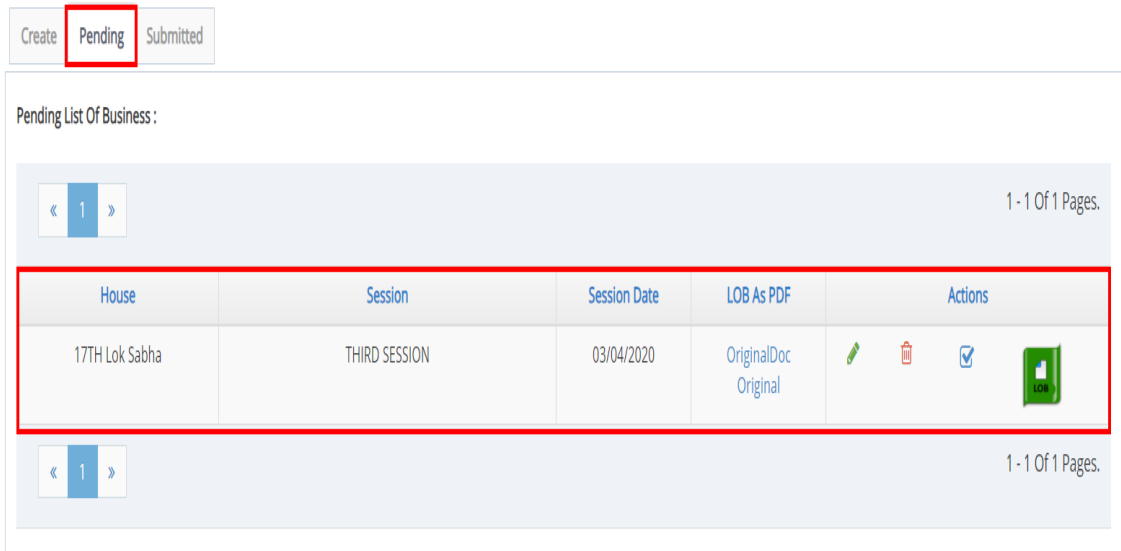 Create Pending Submitted
Pending List Of Business :
« 1 » 1 - 1 Of 1 Pages.
House Session Session Date LOB As PDF Actions
17TH Lok Sabha THIRD SESSION 03/04/2020 OriginalDoc
Original
LOB
« 1 » 1 - 1 Of 1 Pages.